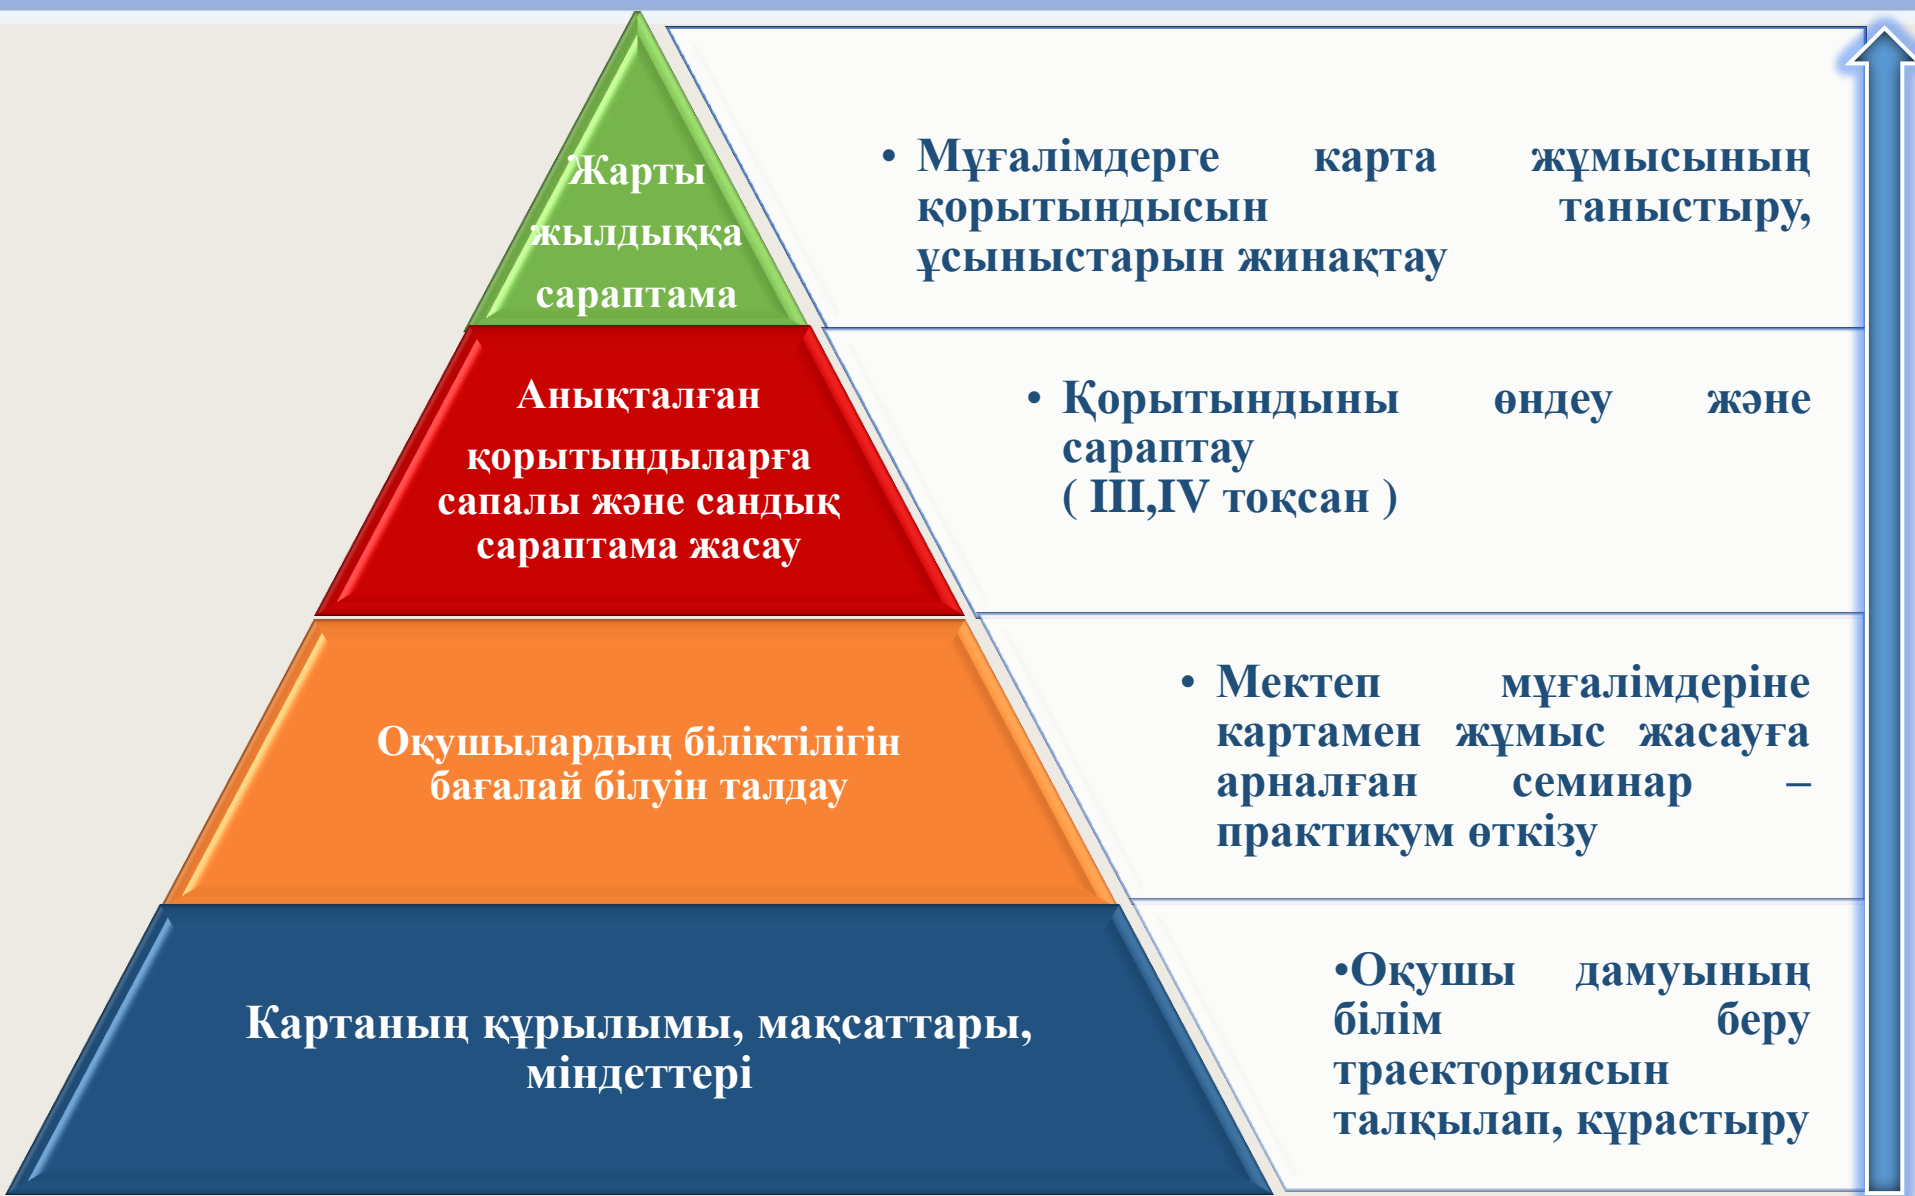 Жарты
жылдыққа
сараптама
• Мұғалімдерге карта жұмысының
қорытындысын таныстыру,
ұсыныстарын жинақтау
Анықталған
қорытындыларға
сапалы және сандық
сараптама жасау
• Қорытындыны өндеу және
сараптау
( III,IV тоқсан )
Оқушылардың біліктілігін
бағалай білуін талдау
• Мектеп мұғалімдеріне
картамен жұмыс жасауға
арналған семинар –
практикум өткізу
Картаның құрылымы, мақсаттары,
міндеттері
•Оқушы дамуының
білім беру
траекториясын
талқылап, кұрастыру